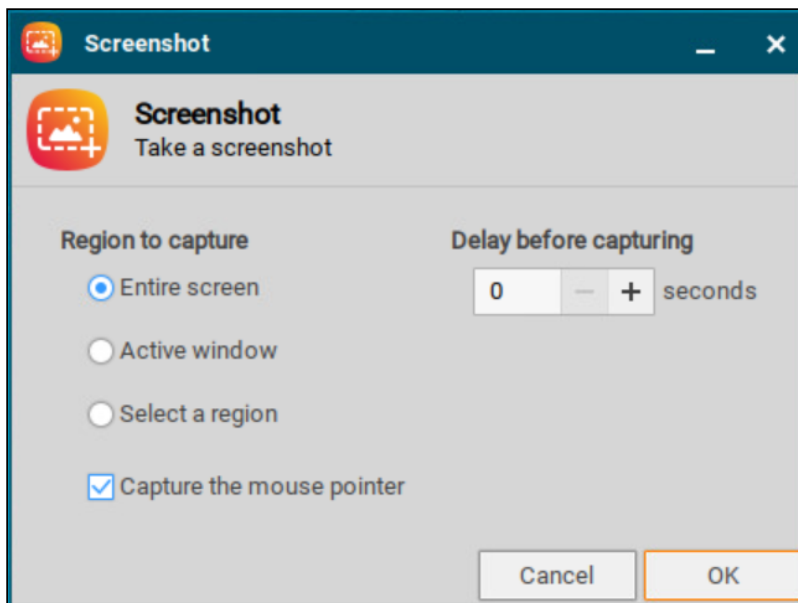 Screenshot
Screenshot
Take a screenshot
Region to capture
Delay before capturing
Entire screen
0 seconds
Active window
Select a region
Capture the mouse pointer
Cancel OK